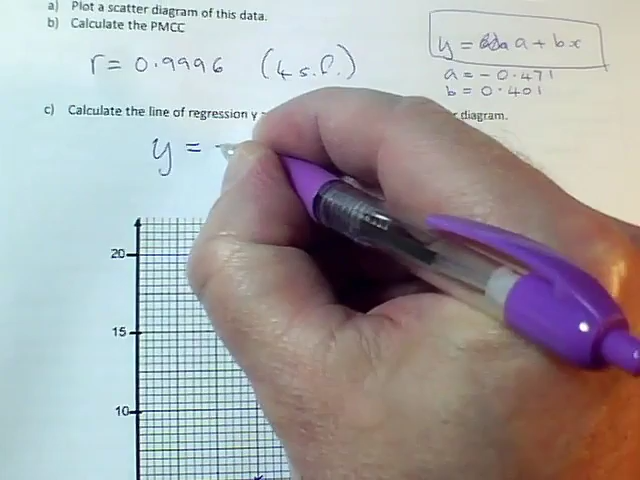 a) Plot a scatter diagram of this data.
b) Calculate the PMCC
r = 0.9996 (4 s.f.)
y = a + bx
a = - 0.471
b = 0.401
c) Calculate the line of regression y diagram.
y = -
20
15
10